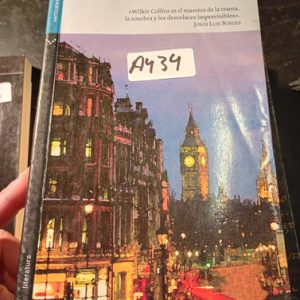 «Wilkie Collins es el maestro de la trama,
la zozobra y los desenlaces imprevisibles».
JORGE LUIS BORGES
A434
literatura